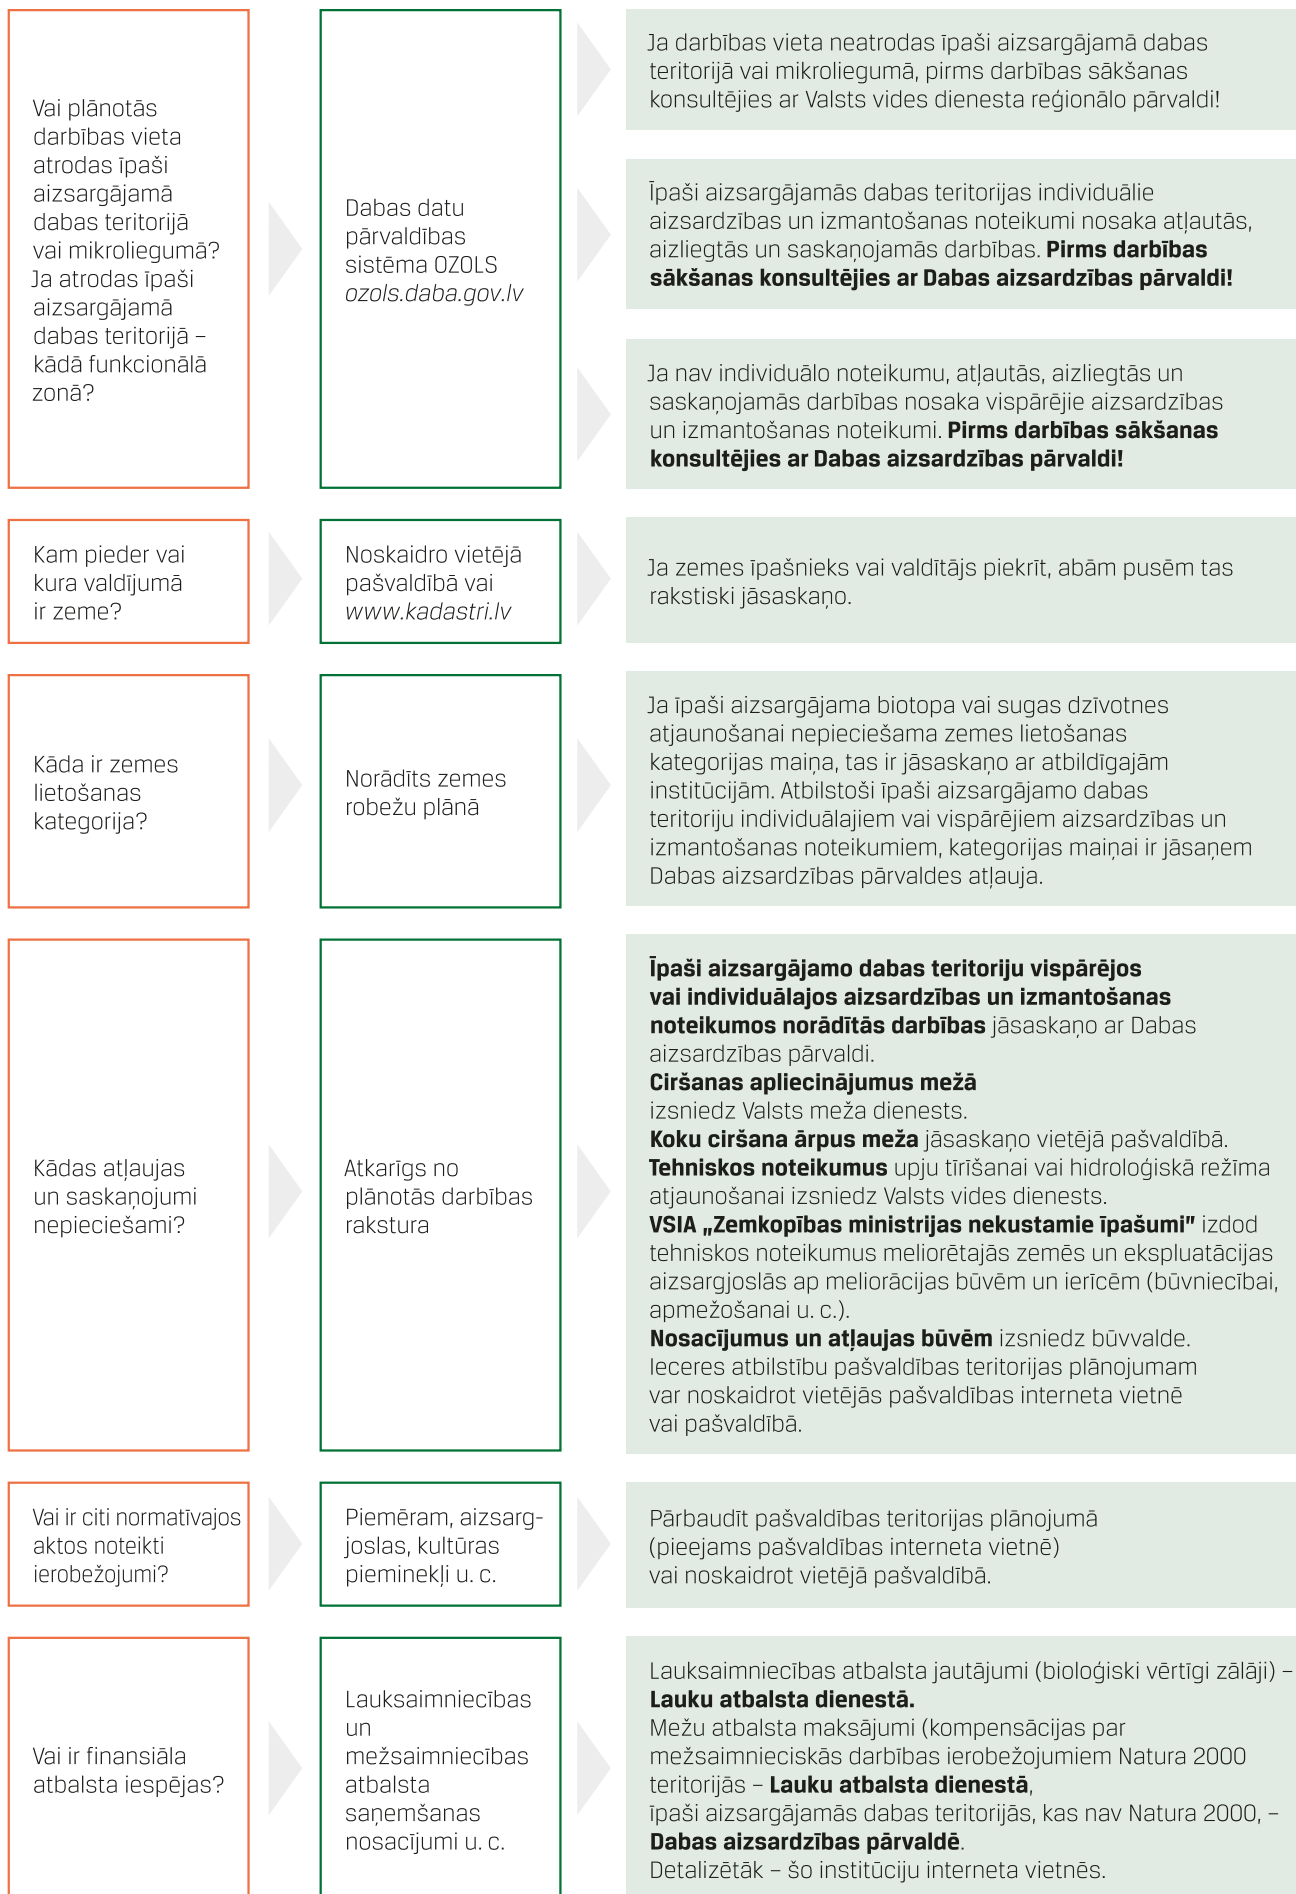 Vai plānotās
darbības vieta
atrodas īpaši
aizsargājamā
dabas teritorijā
vai mikroliegumā?
Ja atrodas īpaši
aizsargājamā
dabas teritorijā –
kādā funkcionālā
zonā?
Dabas datu
pārvaldības
sistēma OZOLS
ozols.daba.gov.lv
Ja darbības vieta neatrodas īpaši aizsargājamā dabas
teritorijā vai mikroliegumā, pirms darbības sākšanas
konsultējies ar Valsts vides dienesta reģionālo pārvaldi!
Īpaši aizsargājamās dabas teritorijas individuālie
aizsardzības un izmantošanas noteikumi nosaka atļautās,
aizliegtās un saskaņojamās darbības. Pirms darbības
sākšanas konsultējies ar Dabas aizsardzības pārvaldi!
Ja nav individuālo noteikumu, atļautās, aizliegtās un
saskaņojamās darbības nosaka vispārējie aizsardzības
un izmantošanas noteikumi. Pirms darbības sākšanas
konsultējies ar Dabas aizsardzības pārvaldi!
Kam pieder vai
kura valdījumā
ir zeme?
Noskaidro vietējā
pašvaldībā vai
www.kadastri.lv
Ja zemes īpašnieks vai valdītājs piekrīt, abām pusēm tas
rakstiski jāsaskaņo.
Kāda ir zemes
lietošanas
kategorija?
Norādīts zemes
robežu plānā
Ja īpaši aizsargājama biotopa vai sugas dzīvotnes
atjaunošanai nepieciešama zemes lietošanas
kategorijas maiņa, tas ir jāsaskaņo ar atbildīgajām
institūcijām. Atbilstoši īpaši aizsargājamo dabas
teritoriju individuālajiem vai vispārējiem aizsardzības un
izmantošanas noteikumiem, kategorijas maiņai ir jāsaņem
Dabas aizsardzības pārvaldes atļauja.
Kādas atļaujas
un saskaņojumi
nepieciešami?
Atkarīgs no
plānotās darbības
rakstura
Īpaši aizsargājamo dabas teritoriju vispārējos
vai individuālajos aizsardzības un izmantošanas
noteikumos norādītās darbības jāsaskaņo ar Dabas
aizsardzības pārvaldi.
Ciršanas apliecinājumus mežā
izsniedz Valsts meža dienests.
Koku ciršana ārpus meža jāsaskaņo vietējā pašvaldībā.
Tehniskos noteikumus upju tīrīšanai vai hidroloģiskā režīma
atjaunošanai izsniedz Valsts vides dienests.
VSIA „Zemkopības ministrijas nekustamie īpašumi” izdod
tehniskos noteikumus meliorētajās zemēs un ekspluatācijas
aizsargjoslās ap meliorācijas būvēm un ierīcēm (būvniecībai,
apmežošanai u. c.).
Nosacījumus un atļaujas būvēm izsniedz būvvalde.
Ieceres atbilstību pašvaldības teritorijas plānojumam
var noskaidrot vietējās pašvaldības interneta vietnē
vai pašvaldībā.
Vai ir citi normatīvajos
aktos noteikti
ierobežojumi?
Piemēram, aizsarg-
joslas, kultūras
pieminekļi u. c.
Pārbaudīt pašvaldības teritorijas plānojumā
(pieejams pašvaldības interneta vietnē)
vai noskaidrot vietējā pašvaldībā.
Vai ir finansiāla
atbalsta iespējas?
Lauksaimniecības
un
mežsaimniecības
atbalsta
saņemšanas
nosacījumi u. c.
Lauksaimniecības atbalsta jautājumi (bioloģiski vērtīgi zālāji) –
Lauku atbalsta dienestā.
Mežu atbalsta maksājumi (kompensācijas par
mežsaimnieciskās darbības ierobežojumiem Natura 2000
teritorijās – Lauku atbalsta dienestā,
īpaši aizsargājamās dabas teritorijās, kas nav Natura 2000, –
Dabas aizsardzības pārvaldē.
Detalizētāk – šo institūciju interneta vietnēs.